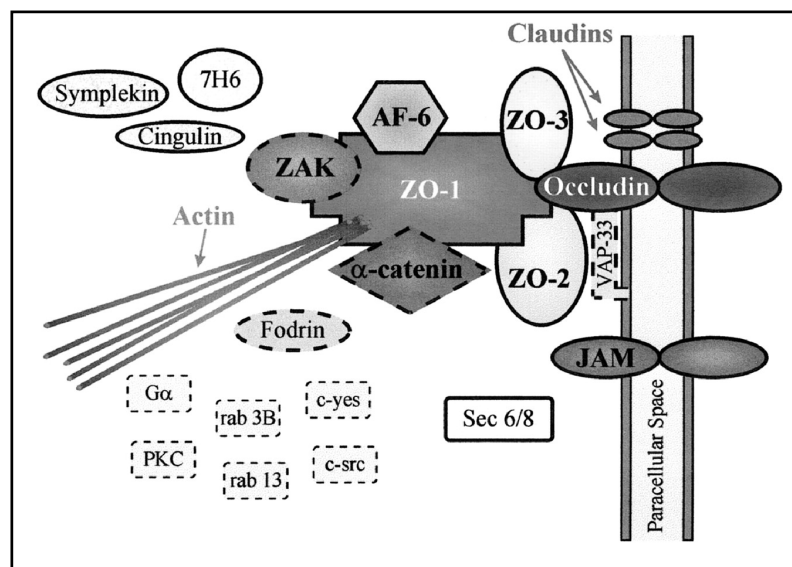 Claudins
7H6
Symplekin
Cingulin
AF-6
ZO-3
ZAK
ZO-1
Occludin
Actin
α-catenin
ZO-2
VAP-33
Fodrin
JAM
Gα
rab 3B
c-yes
Sec 6/8
PKC
rab 13
c-src
Paracellular Space